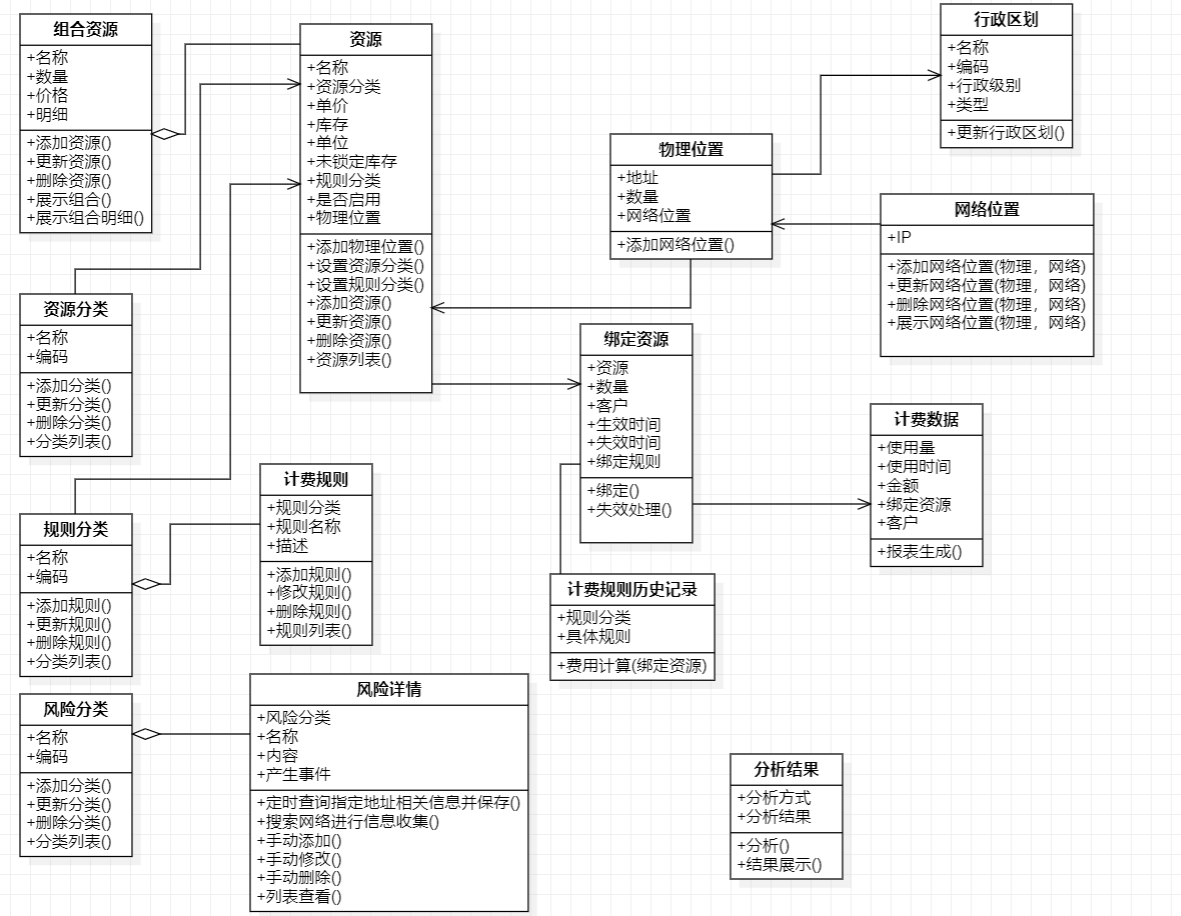 组合资源
+名称
+数量
+价格
+明细
+添加资源()
+更新资源()
+删除资源()
+展示组合()
+展示组合明细()
资源
+名称
+资源分类
+单价
+库存
+单位
+未锁定库存
+规则分类
+是否启用
+物理位置
+添加物理位置()
+设置资源分类()
+设置规则分类()
+添加资源()
+更新资源()
+删除资源()
+资源列表()
行政区划
+名称
+编码
+行政级别
+类型
+更新行政区划()
物理位置
+地址
+数量
+网络位置
+添加网络位置()
网络位置
+IP
+添加网络位置(物理，网络)
+更新网络位置(物理，网络)
+删除网络位置(物理，网络)
+展示网络位置(物理，网络)
资源分类
+名称
+编码
+添加分类()
+更新分类()
+删除分类()
+分类列表()
绑定资源
+资源
+数量
+客户
+生效时间
+失效时间
+绑定规则
+绑定()
+失效处理()
计费数据
+使用量
+使用时间
+金额
+绑定资源
+客户
+报表生成()
计费规则
+规则分类
+规则名称
+描述
+添加规则()
+修改规则()
+删除规则()
+规则列表()
规则分类
+名称
+编码
+添加规则()
+更新规则()
+删除规则()
+分类列表()
计费规则历史记录
+规则分类
+具体规则
+费用计算(绑定资源)
风险分类
+名称
+编码
+添加分类()
+更新分类()
+删除分类()
+分类列表()
风险详情
+风险分类
+名称
+内容
+产生事件
+定时查询指定地址相关信息并保存()
+搜索网络进行信息收集()
+手动添加()
+手动修改()
+手动删除()
+列表查看()
分析结果
+分析方式
+分析结果
+分析()
+结果展示()